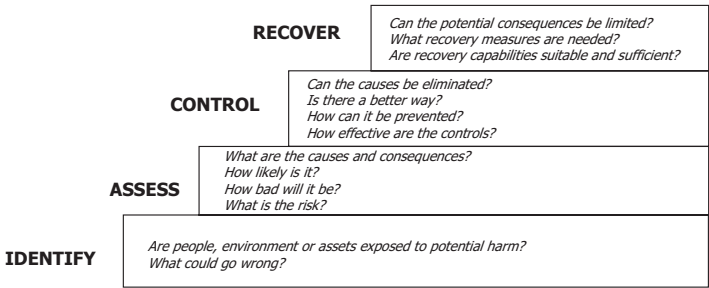 RECOVER
Can the potential consequences be limited?
What recovery measures are needed?
Are recovery capabilities suitable and sufficient?
CONTROL
Can the causes be eliminated?
Is there a better way?
How can it be prevented?
How effective are the controls?
ASSESS
What are the causes and consequences?
How likely is it?
How bad will it be?
What is the risk?
IDENTIFY
Are people, environment or assets exposed to potential harm?
What could go wrong?